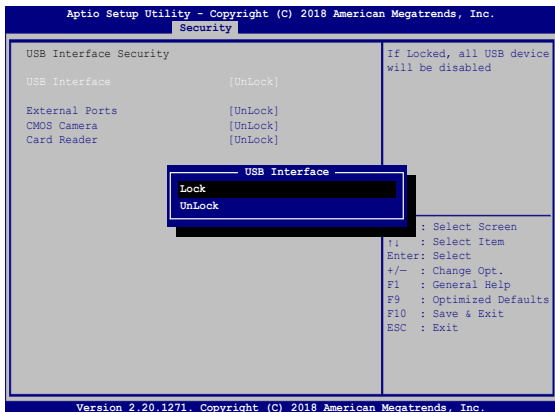 Aptio Setup Utility - Copyright (C) 2018 American Megatrends, Inc.
Security
USB Interface Security
USB Interface [UnLock]
External Ports [UnLock]
CMOS Camera [UnLock]
Card Reader [UnLock]
If Locked, all USB device
will be disabled
USB Interface
Lock
UnLock
: Select Screen
↑↓ : Select Item
Enter: Select
+/— : Change Opt.
F1 : General Help
F9 : Optimized Defaults
F10 : Save & Exit
ESC : Exit
Version 2.20.1271. Copyright (C) 2018 American Megatrends, Inc.